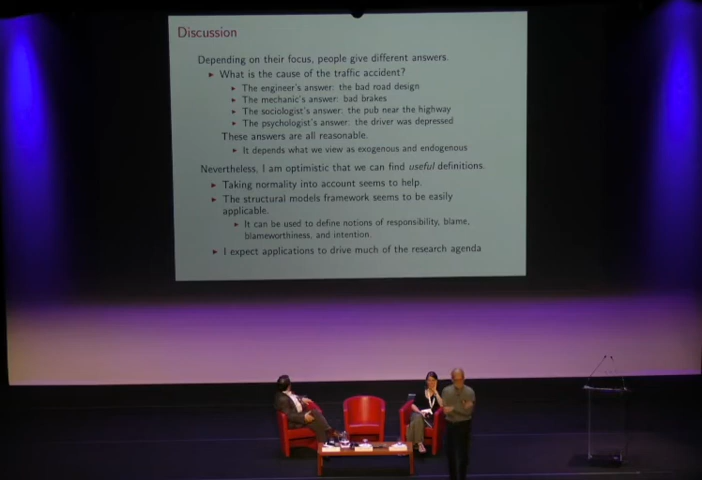 Discussion
Depending on their focus, people give different answers.
► What is the cause of the traffic accident?
► The engineer's answer: the bad road design
► The mechanic's answer: bad brakes
► The sociologist's answer: the pub near the highway
► The psychologist's answer: the driver was depressed
These answers are all reasonable.
► It depends what we view as exogenous and endogenous
Nevertheless, I am optimistic that we can find useful definitions.
► Taking normality into account seems to help.
► The structural models framework seems to be easily
applicable.
► It can be used to define notions of responsibility, blame,
blameworthiness, and intention.
► I expect applications to drive much of the research agenda